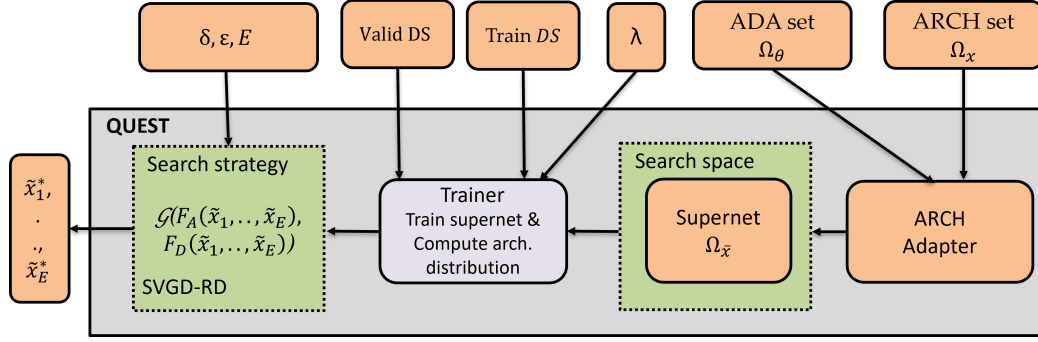 δ, ε, E
Valid DS
Train DS
λ
ADA set
Ω_θ
ARCH set
Ω_x
QUEST
x̃*_1,
.
.,
x̃*_E
Search strategy
𝒢(F_A(x̃_1,..,x̃_E),
F_D(x̃_1,..,x̃_E))
SVGD-RD
Trainer
Train supernet &
Compute arch.
distribution
Search space
Supernet
Ω_x̃
ARCH
Adapter